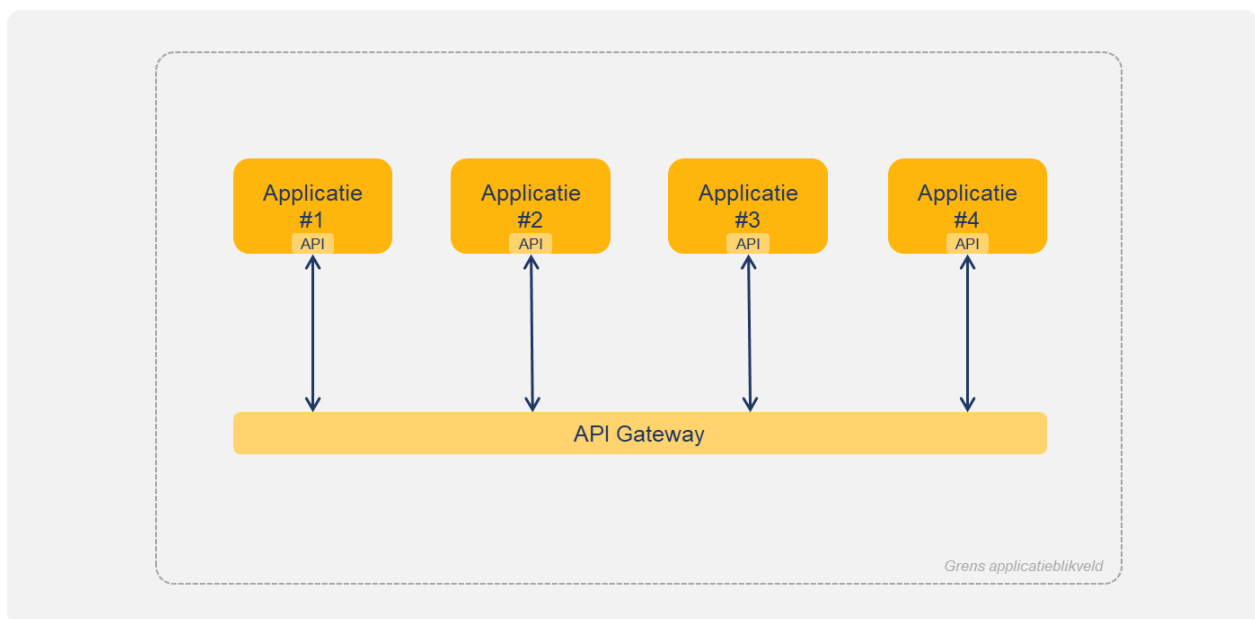 Applicatie
#1
API
Applicatie
#2
API
Applicatie
#3
API
Applicatie
#4
API
API Gateway
Grens applicatieblikveld